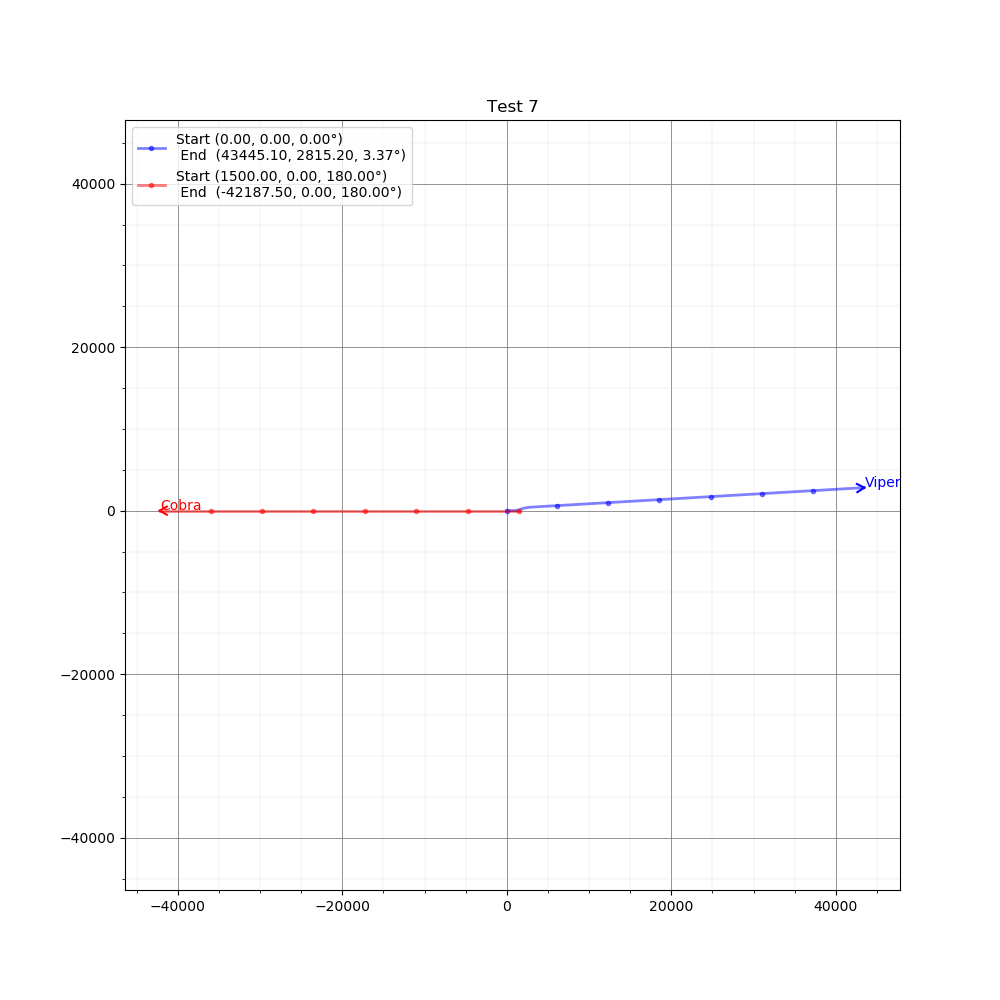 Test 7
Start (0.00, 0.00, 0.00°)
End  (43445.10, 2815.20, 3.37°)
Start (1500.00, 0.00, 180.00°)
End  (-42187.50, 0.00, 180.00°)
40000
20000
0
−20000
−40000
Cobra
Viper
−40000
−20000
0
20000
40000